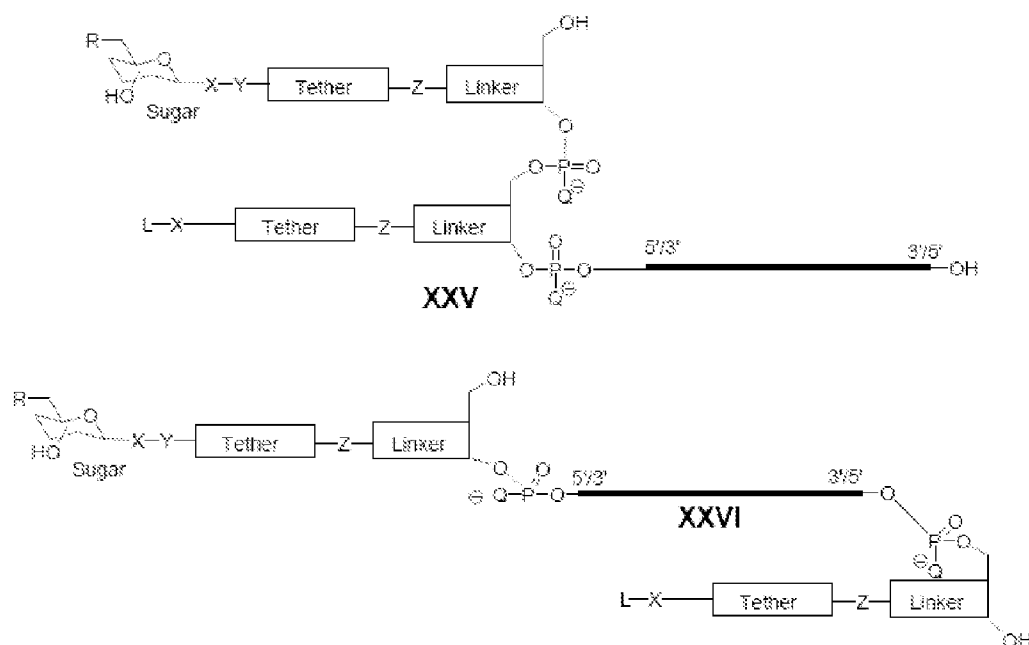 OH
R
O
X-Y
Tether
Z
Linker
HO
Sugar
O
O-P=O
Q⊖
L-X
Tether
Z
Linker
O
O-P-O
Q⊖
5'/3'
3'/5'
OH
XXV
OH
R
O
X-Y
Tether
Z
Linker
HO
Sugar
O
O
⊖ Q-P-O
5'/3'
3'/5'
O
XXVI
O
P
O
⊖ Q
L-X
Tether
Z
Linker
OH